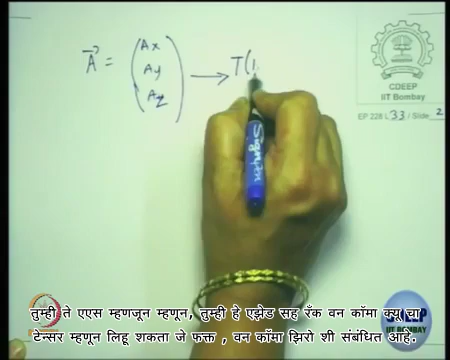 A⃗ = (Ax Ay Az) → T(1
CDEEP
IIT Bombay
EP 228 L 33 / Slide 2
तुम्ही ते एएस म्हणजून म्हणून, तुम्ही हे एझेड सह रँक वन कॉमा क्यू चा
टेन्सर म्हणून लिहू शकता जे फक्त , वन कॉमा झिरो शी संबंधित आहे.